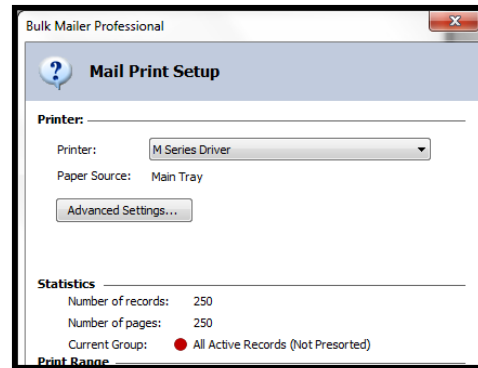 Bulk Mailer Professional
Mail Print Setup
Printer:
Printer: M Series Driver
Paper Source: Main Tray
Advanced Settings...
Statistics
Number of records: 250
Number of pages: 250
Current Group: All Active Records (Not Presorted)
Print Range